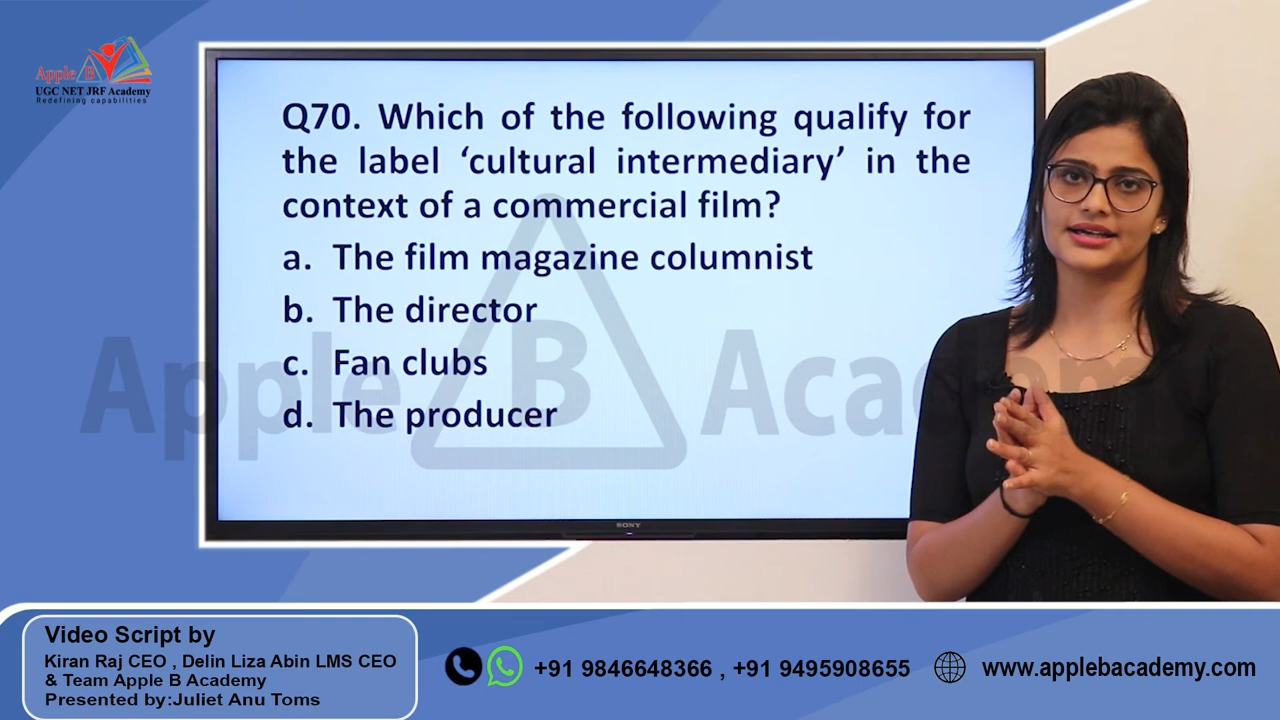 Apple B
UGC NET JRF Academy
Redefining capabilities
Q70. Which of the following qualify for
the label ‘cultural intermediary’ in the
context of a commercial film?
a. The film magazine columnist
b. The director
c. Fan clubs
d. The producer
Apple B Academy
SONY
Video Script by
Kiran Raj CEO , Delin Liza Abin LMS CEO
& Team Apple B Academy
Presented by:Juliet Anu Toms
+91 9846648366 , +91 9495908655
www.applebacademy.com